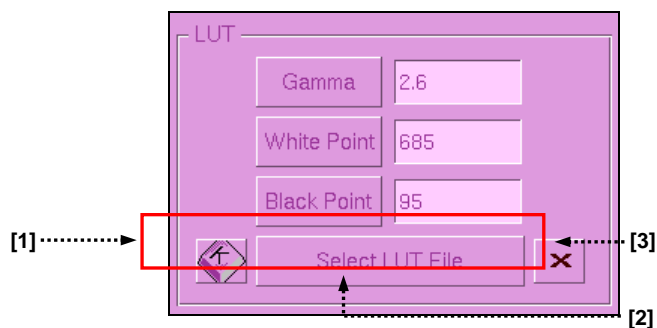 LUT
Gamma 2.6
White Point 685
Black Point 95
[1] Select LUT File [3]
[2]